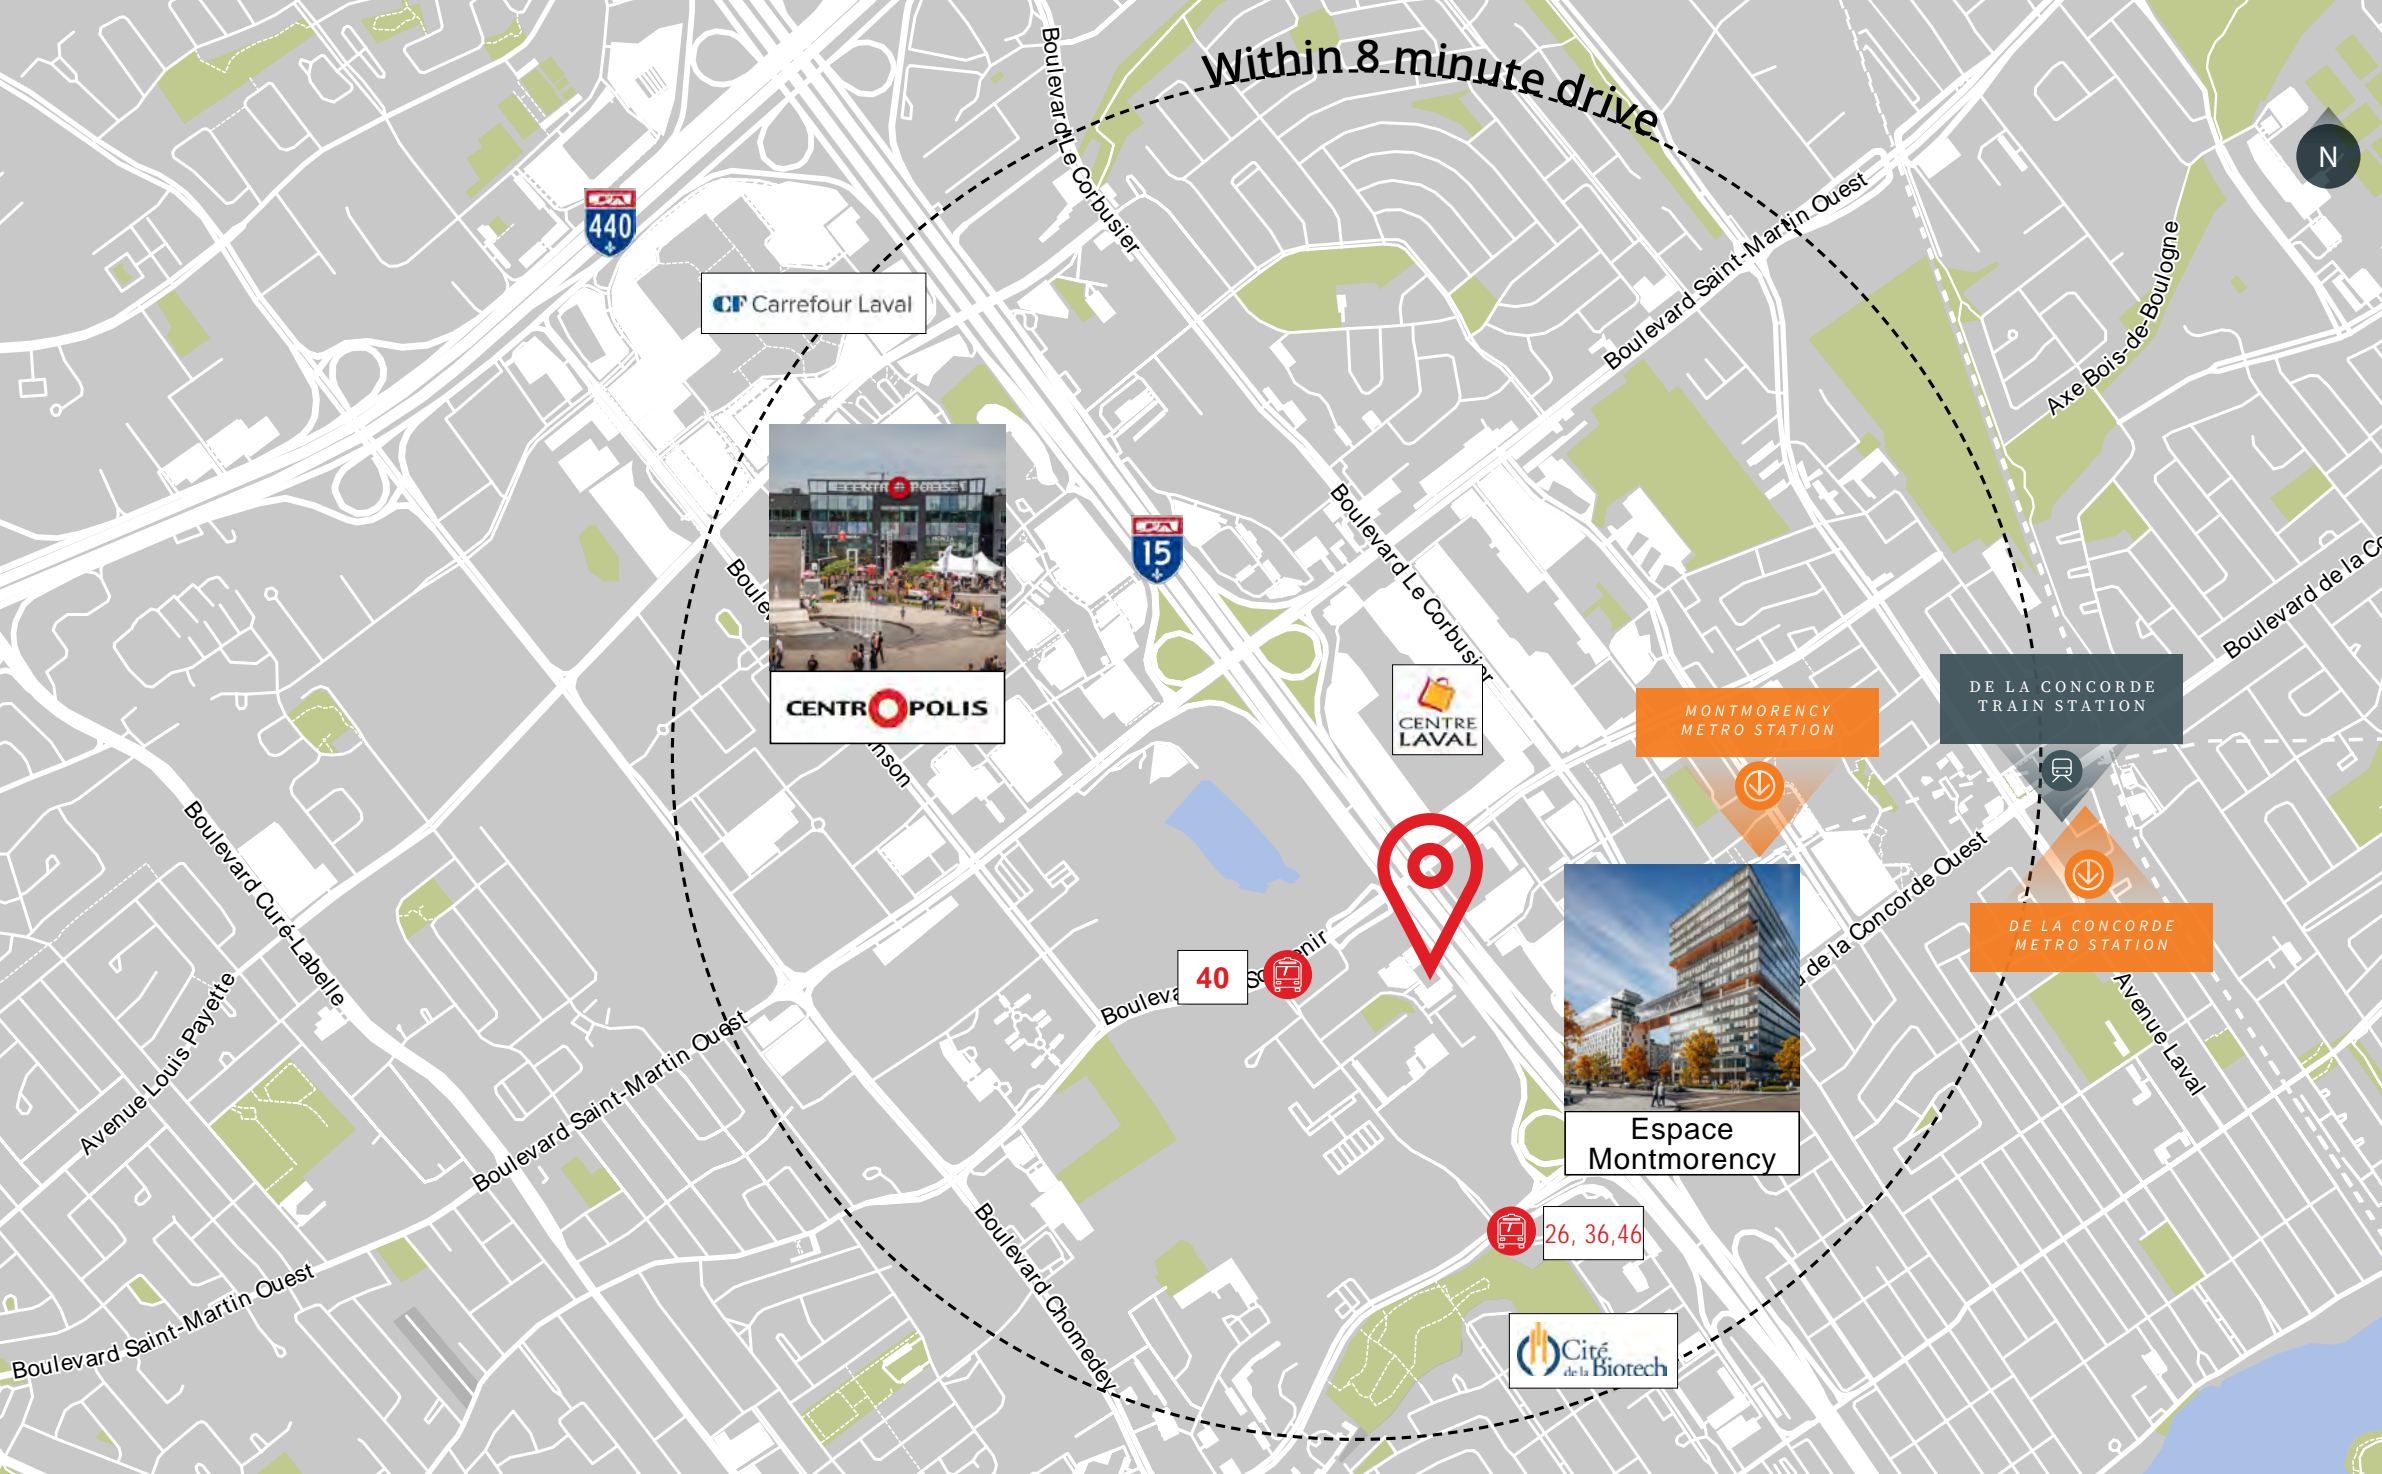 Within 8 minute drive
Boulevard Le Corbusier
N
Boulevard Saint-Martin Ouest
440
CF Carrefour Laval
Axe Bois-de-Boulogne
CENTROPOLIS
15
Boulevard Le Corbusier
Boulevard de la Co
CENTROPOLIS
nson
CENTRE
LAVAL
MONTMORENCY
METRO STATION
DE LA CONCORDE
TRAIN STATION
Boulevard Curé-Labelle
de la Concorde Ouest
DE LA CONCORDE
METRO STATION
40
Avenue Louis Payette
Boulevard Saint-Martin Ouest
Avenue Laval
Espace
Montmorency
Boulevard Chomedey
26, 36,46
Boulevard Saint-Martin Ouest
Cité
de la Biotech